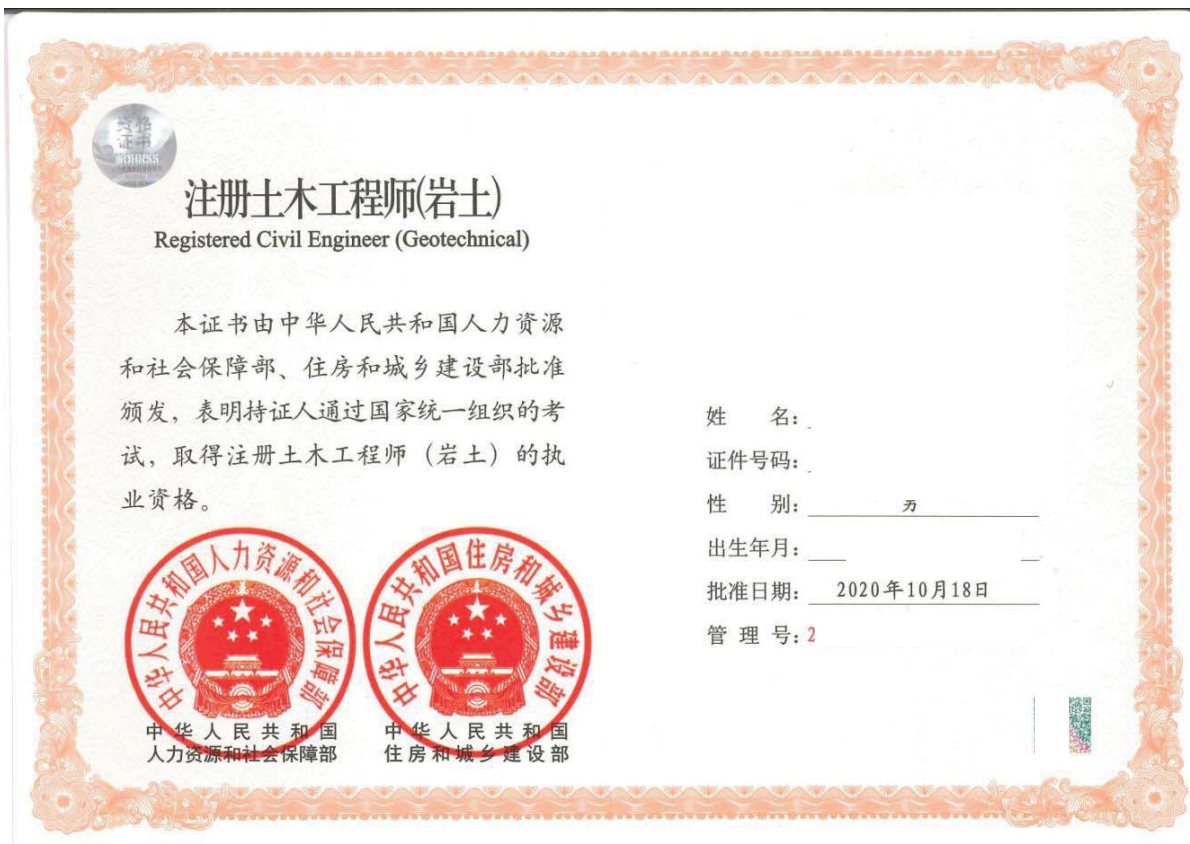 资格
证书
MOHRSS
注册土木工程师(岩土)
Registered Civil Engineer (Geotechnical)
本证书由中华人民共和国人力资源
和社会保障部、住房和城乡建设部批准
颁发，表明持证人通过国家统一组织的考
试，取得注册土木工程师（岩土）的执
业资格。
中华人民共和国人力资源和社会保障部
中华人民共和国住房和城乡建设部
中华人民共和国
人力资源和社会保障部
中华人民共和国
住房和城乡建设部
姓 名:
证件号码:
性 别:
出生年月:
批准日期: 2020年10月18日
管 理 号: 2